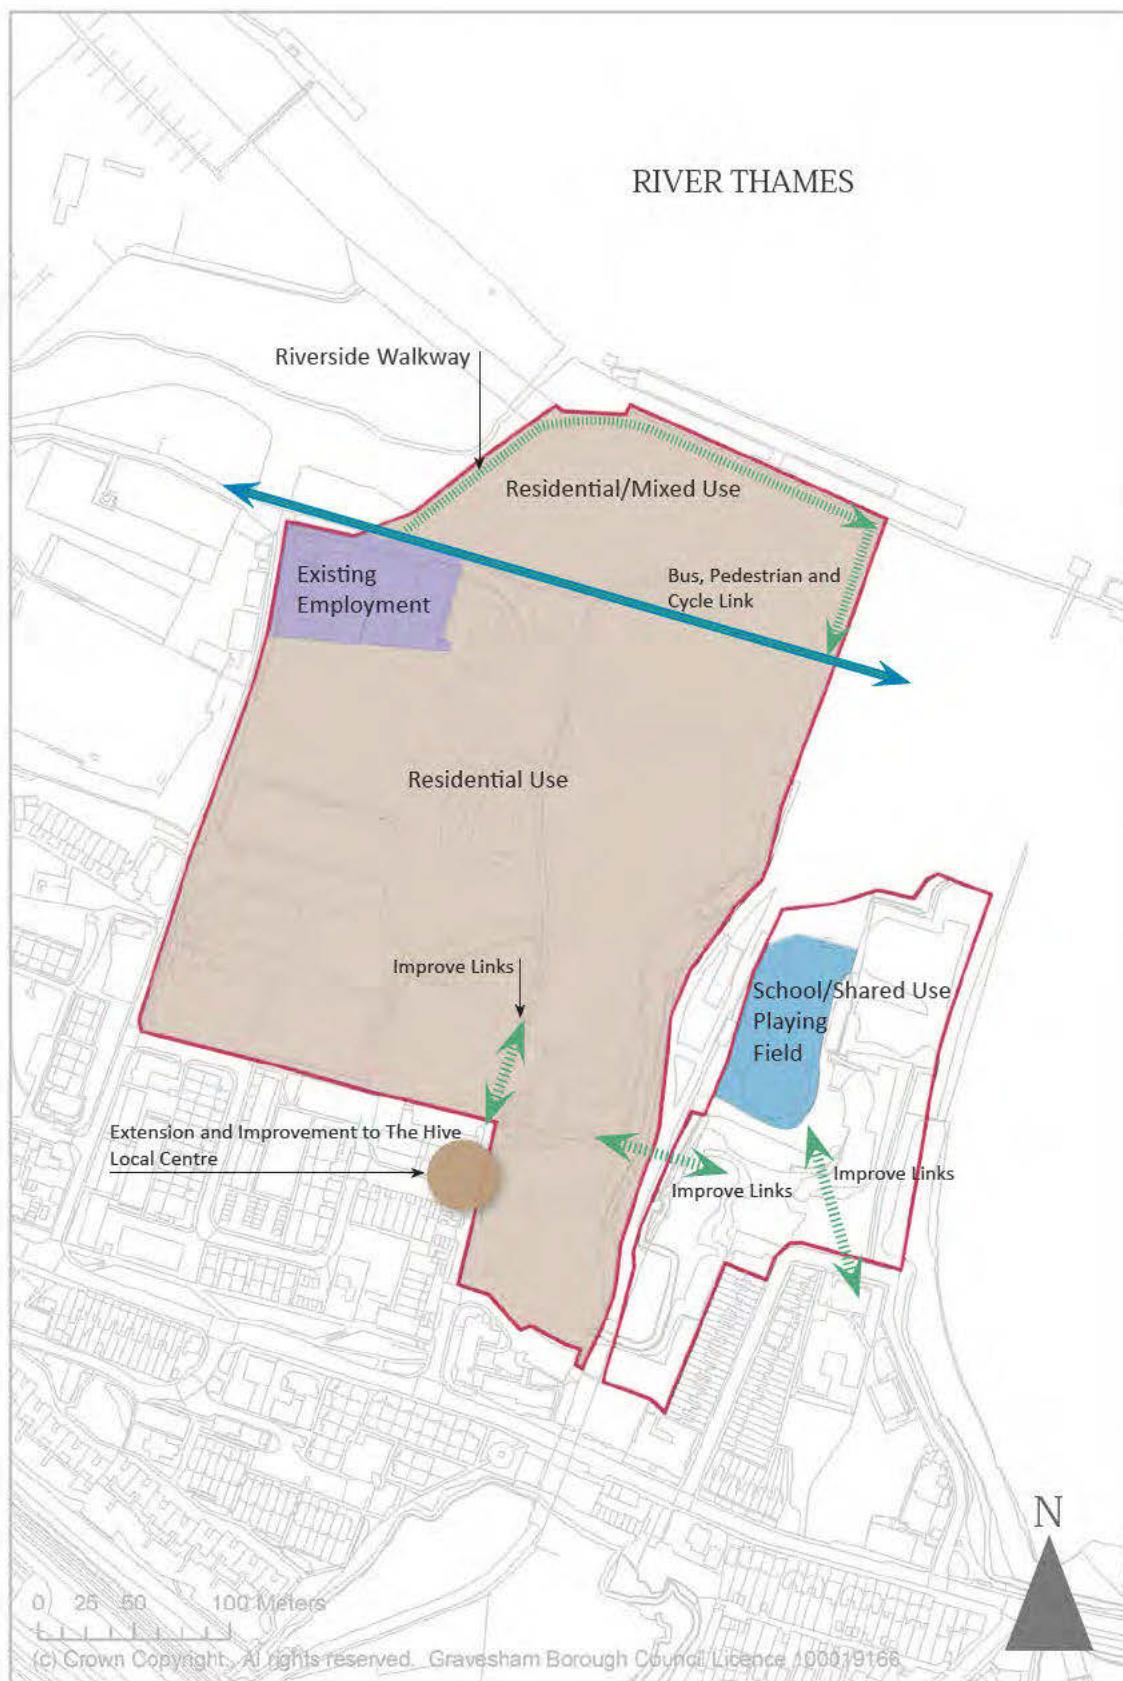 RIVER THAMES
Riverside Walkway
Residential/Mixed Use
Existing
Employment
Bus, Pedestrian and
Cycle Link
Residential Use
Improve Links
School/Shared Use
Playing
Field
Extension and Improvement to The Hive
Local Centre
Improve Links
Improve Links
N
0 25 50 100 Meters
(c) Crown Copyright. All rights reserved. Gravesham Borough Council Licence 100019166